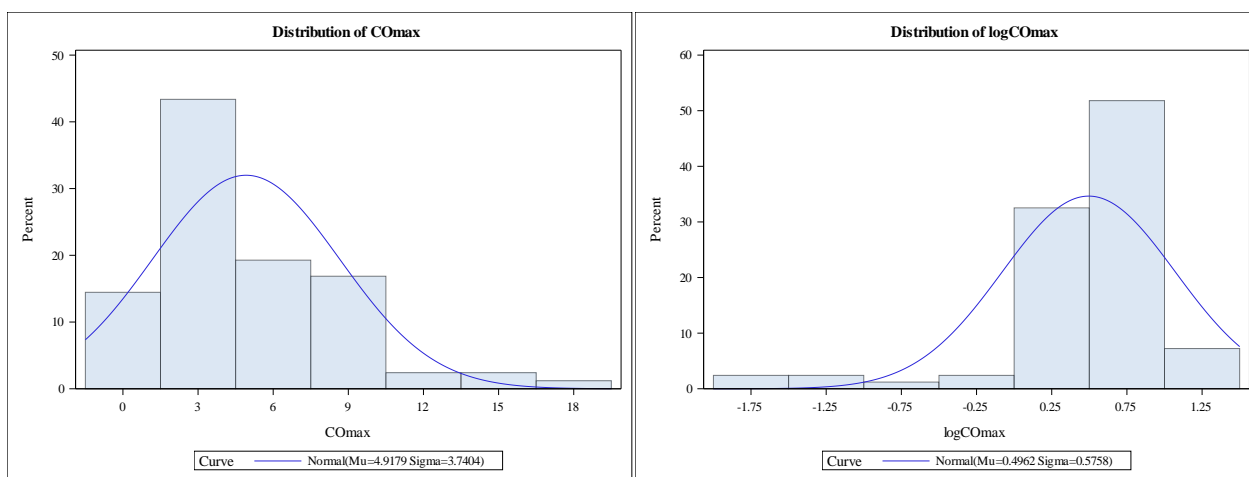 Distribution of COmax
50
40
30
20
10
0
Percent
0 3 6 9 12 15 18
COmax
Curve Normal(Mu=4.9179 Sigma=3.7404)
Distribution of logCOmax
60
50
40
30
20
10
0
Percent
-1.75 -1.25 -0.75 -0.25 0.25 0.75 1.25
logCOmax
Curve Normal(Mu=0.4962 Sigma=0.5758)